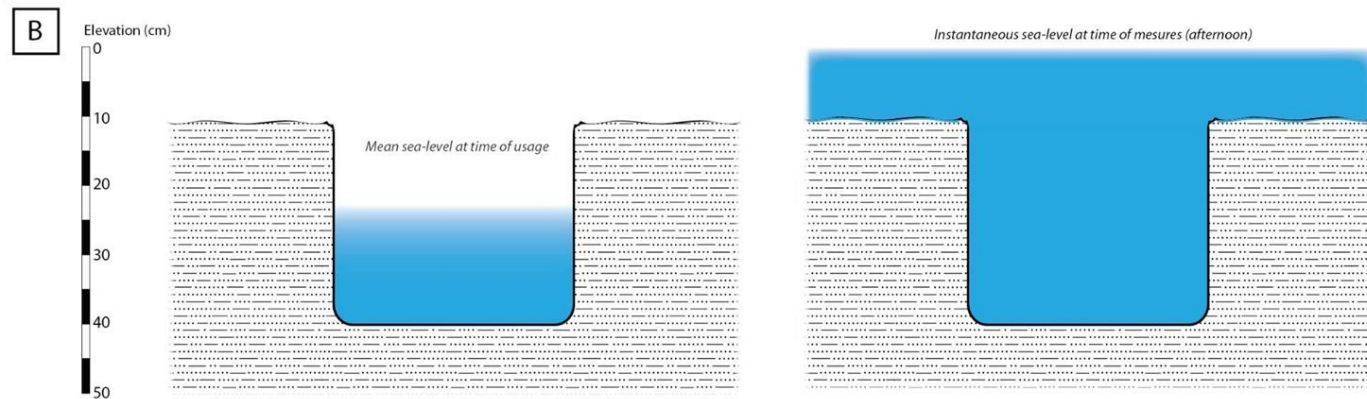 B
Elevation (cm)
0
10
20
30
40
50
Mean sea-level at time of usage
Instantaneous sea-level at time of mesures (afternoon)